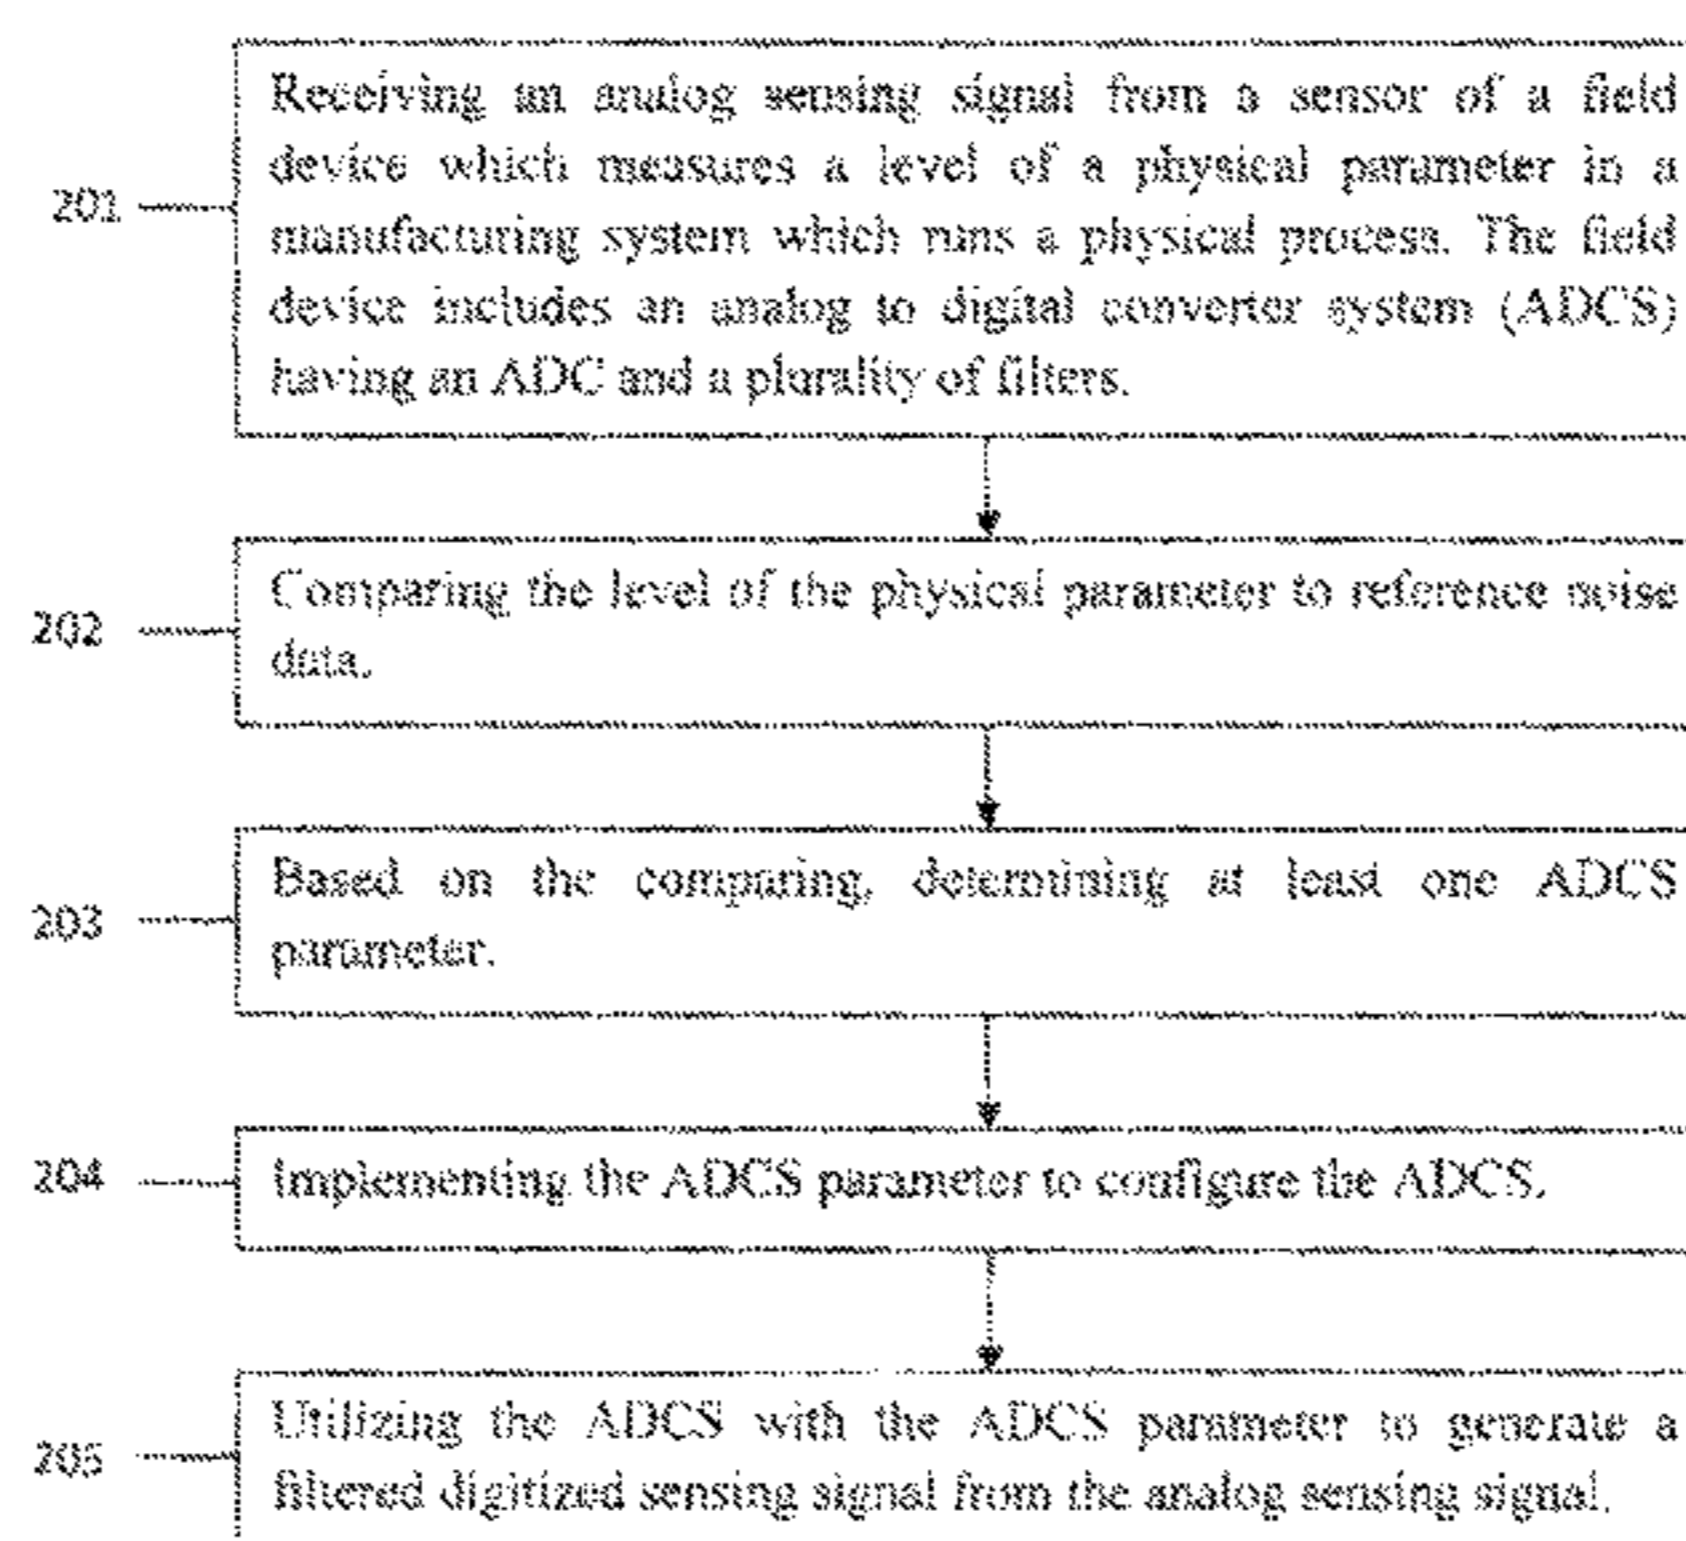 201
Receiving an analog sensing signal from a sensor of a field
device which measures a level of a physical parameter in a
manufacturing system which runs a physical process. The field
device includes an analog to digital converter system (ADCS)
having an ADC and a plurality of filters.
202
Comparing the level of the physical parameter to reference noise
data.
203
Based on the comparing, determining at least one ADCS
parameter.
204
Implementing the ADCS parameter to configure the ADCS.
205
Utilizing the ADCS with the ADCS parameter to generate a
filtered digitized sensing signal from the analog sensing signal.